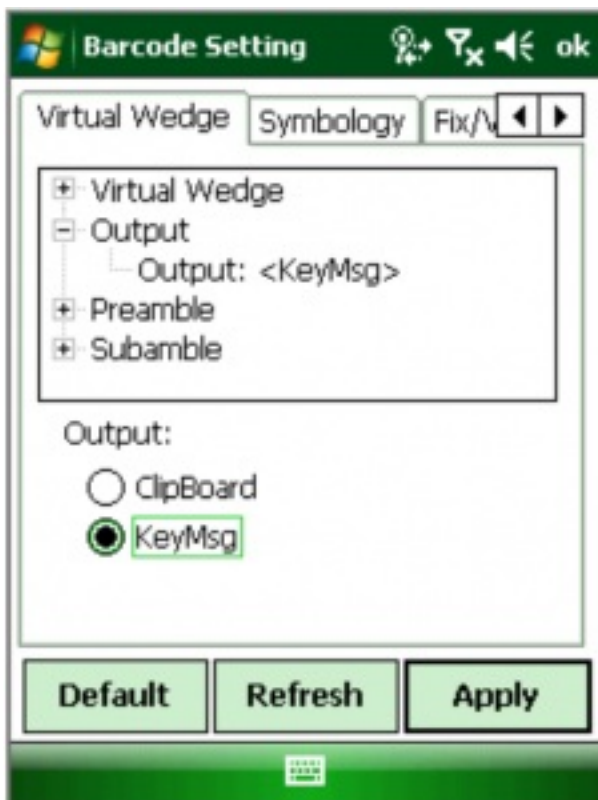 Barcode Setting ok
Virtual Wedge Symbology Fix/
Virtual Wedge
Output
Output: <KeyMsg>
Preamble
Subamble
Output:
ClipBoard
KeyMsg
Default Refresh Apply